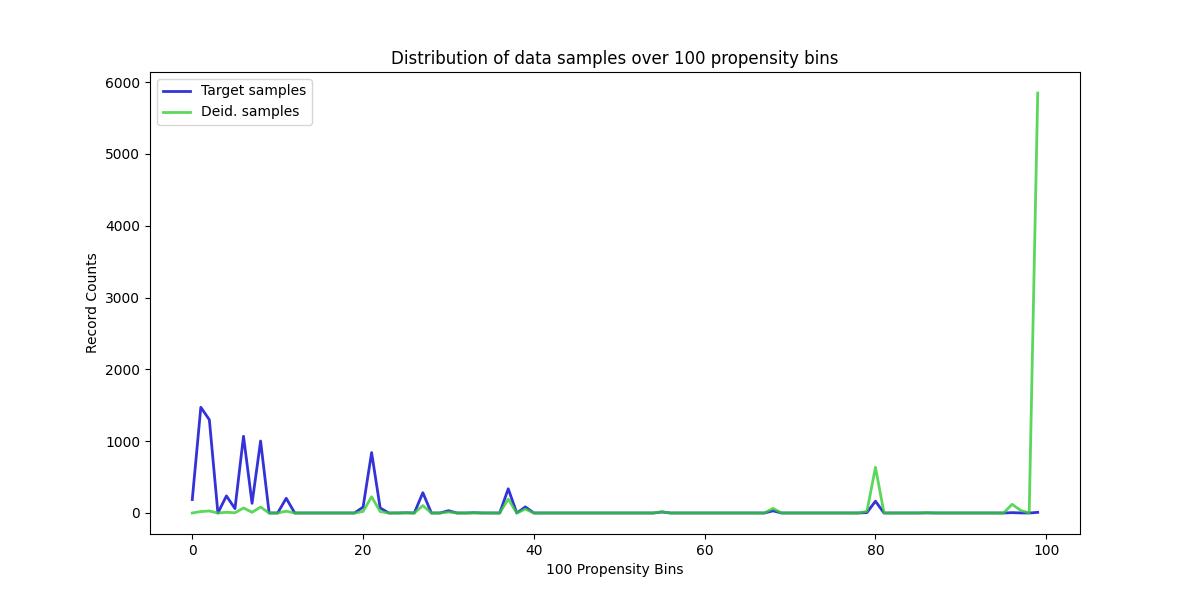 Distribution of data samples over 100 propensity bins
Target samples
Deid. samples
6000
5000
4000
3000
2000
1000
0
Record Counts
0 20 40 60 80 100
100 Propensity Bins